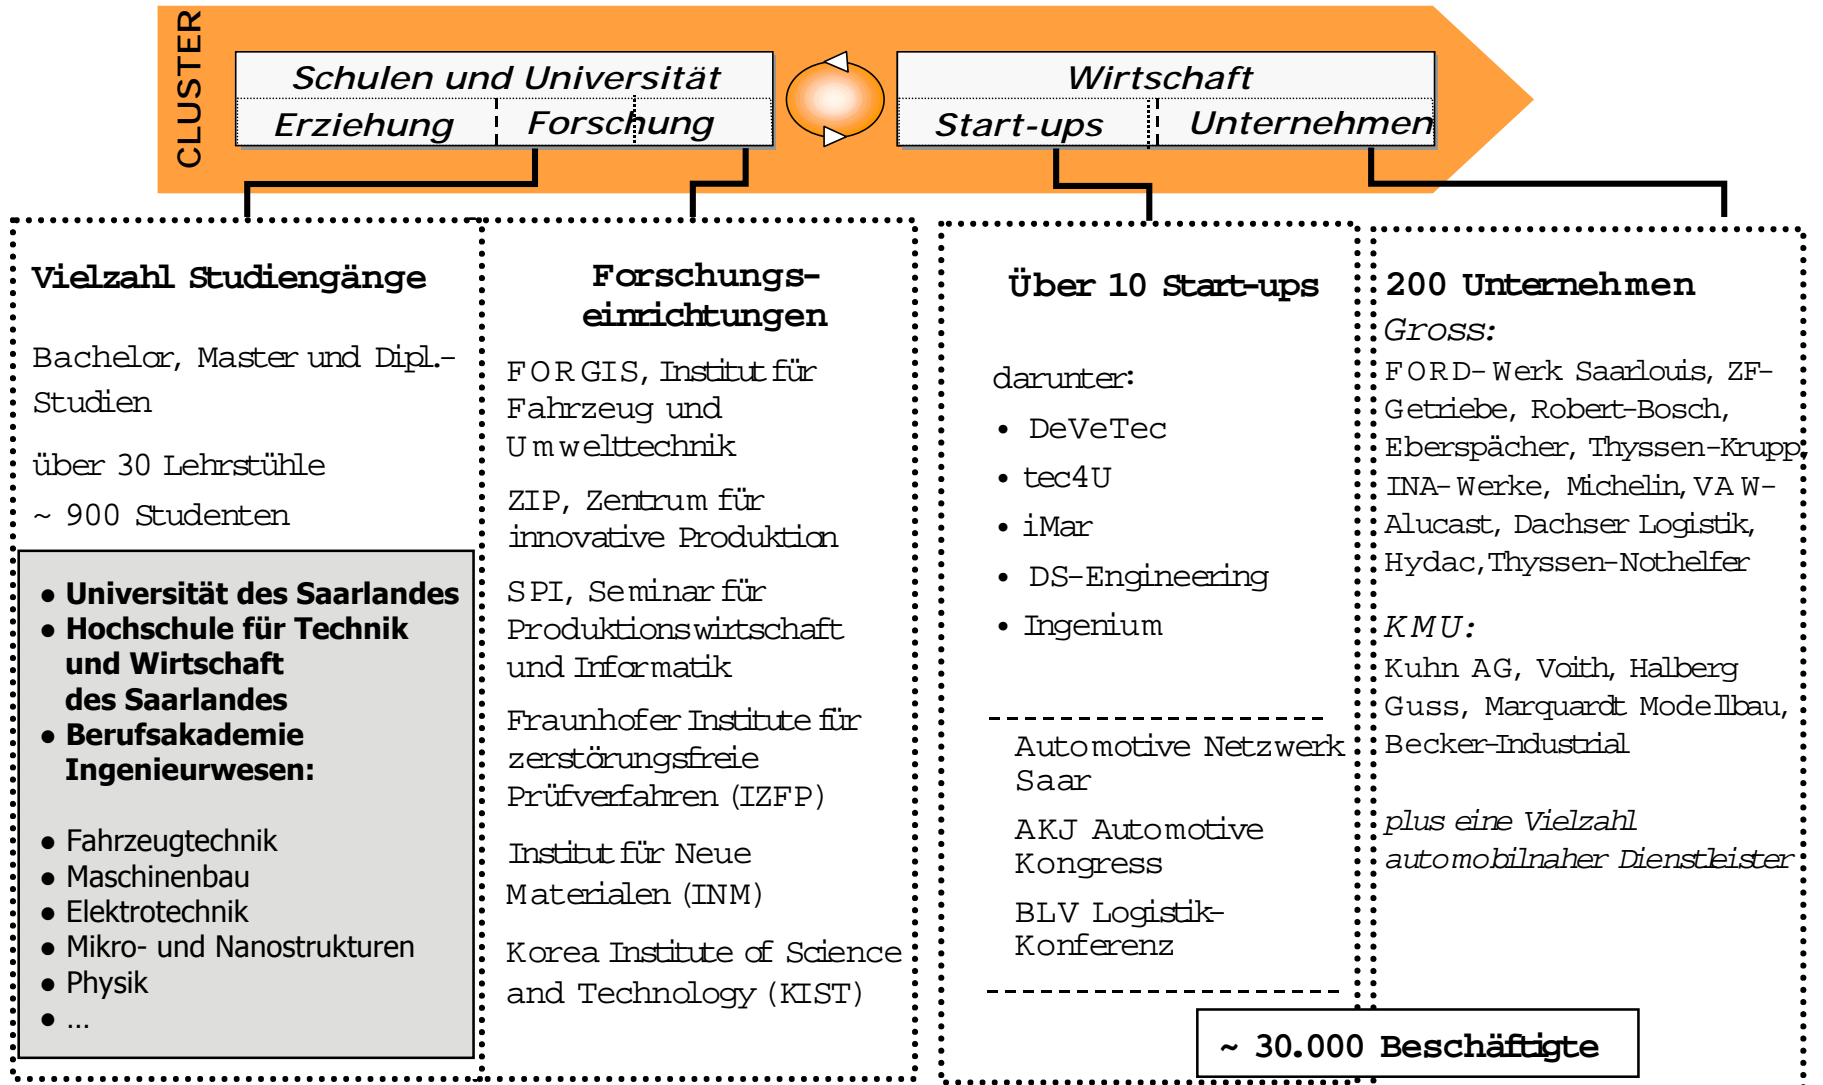 CLUSTER
Schulen und Universität
Erziehung
Forschung
Wirtschaft
Start-ups
Unternehmen
Vielzahl Studiengänge
Bachelor, Master und Dipl.-
Studien
über 30 Lehrstühle
~ 900 Studenten
● Universität des Saarlandes
● Hochschule für Technik
und Wirtschaft
des Saarlandes
● Berufsakademie
Ingenieurwesen:
● Fahrzeugtechnik
● Maschinenbau
● Elektrotechnik
● Mikro- und Nanostrukturen
● Physik
● ...
Forschungs-
einrichtungen
FORGIS, Institut für
Fahrzeug und
Umwelttechnik
ZIP, Zentrum für
innovative Produktion
SPI, Seminar für
Produktionswirtschaft
und Informatik
Fraunhofer Institute für
zerstörungsfreie
Prüfverfahren (IZFP)
Institut für Neue
Materialen (INM)
Korea Institute of Science
and Technology (KIST)
Über 10 Start-ups
darunter:
• DeVeTec
• tec4U
• iMar
• DS-Engineering
• Ingenium
Automotive Netzwerk
Saar
AKJ Automotive
Kongress
BLV Logistik-
Konferenz
200 Unternehmen
Gross:
FORD-Werk Saarlouis, ZF-
Getriebe, Robert-Bosch,
Eberspächer, Thyssen-Krupp,
INA-Werke, Michelin, VAW-
Alucast, Dachser Logistik,
Hydac,Thyssen-Nothelfer
KMU:
Kuhn AG, Voith, Halberg
Guss, Marquardt Modellbau,
Becker-Industrial
plus eine Vielzahl
automobilnaher Dienstleister
~ 30.000 Beschäftigte